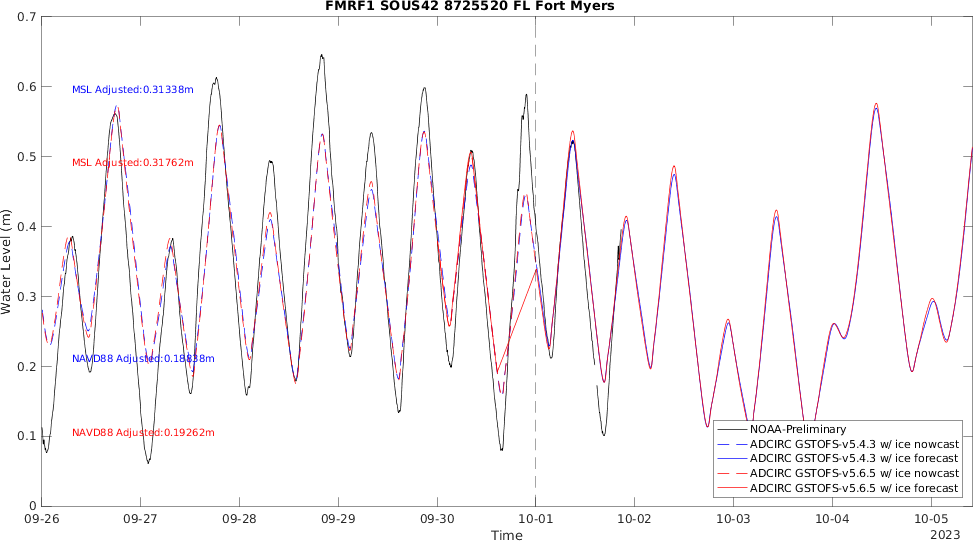 FMRF1 SOUS42 8725520 FL Fort Myers
0.7
0.6
0.5
0.4
0.3
0.2
0.1
0
Water Level (m)
MSL Adjusted:0.31338m
MSL Adjusted:0.31762m
NAVD88 Adjusted:0.18838m
NAVD88 Adjusted:0.19262m
NOAA-Preliminary
ADCIRC GSTOFS-v5.4.3 w/ ice nowcast
ADCIRC GSTOFS-v5.4.3 w/ ice forecast
ADCIRC GSTOFS-v5.6.5 w/ ice nowcast
ADCIRC GSTOFS-v5.6.5 w/ ice forecast
09-26 09-27 09-28 09-29 09-30 10-01 10-02 10-03 10-04 10-05
Time
2023